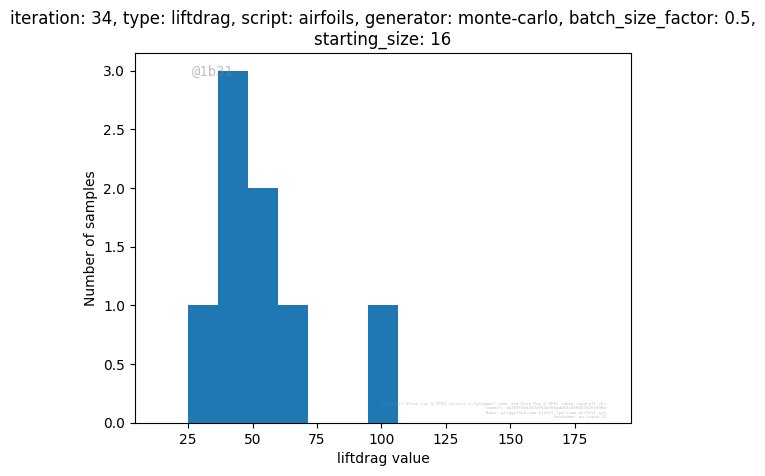 iteration: 34, type: liftdrag, script: airfoils, generator: monte-carlo, batch_size_factor: 0.5,
starting_size: 16
@1b31
3.0
2.5
2.0
1.5
1.0
0.5
0.0
Number of samples
25 50 75 100 125 150 175
liftdrag value